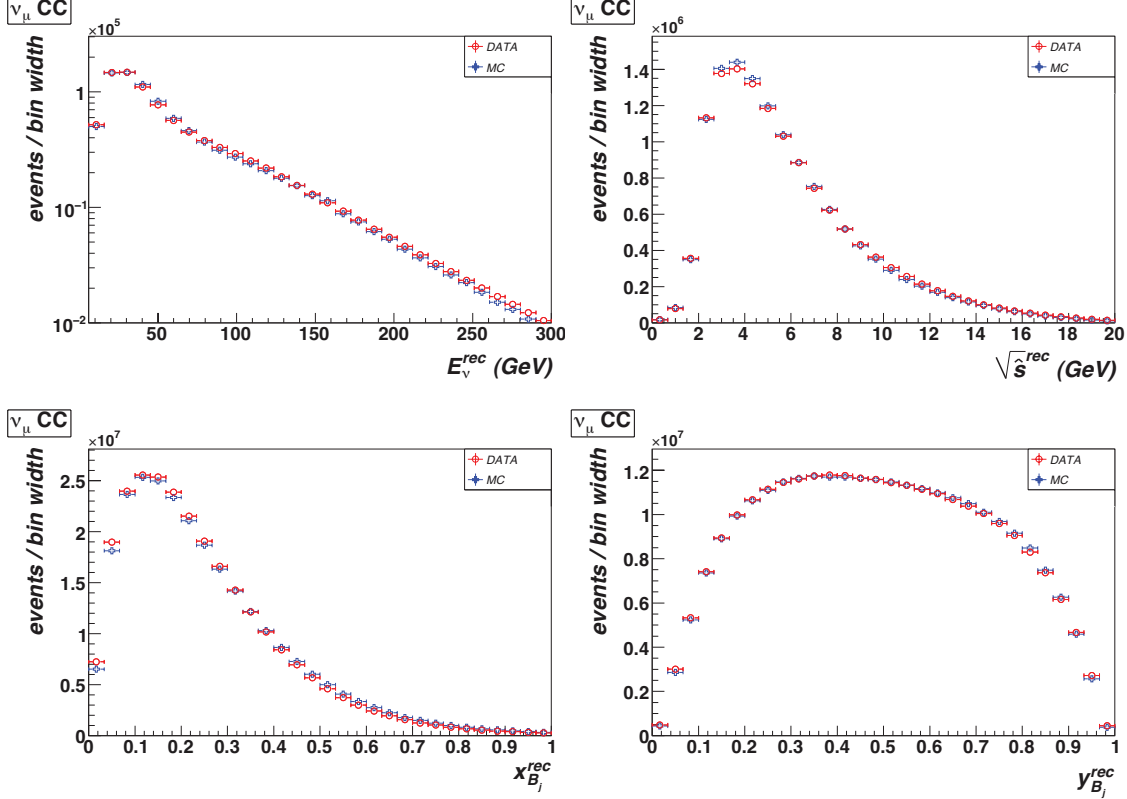 ν_μ CC
×10^5
DATA
MC
events / bin width
1
10^-1
10^-2
50 100 150 200 250 300
E_ν^rec (GeV)
ν_μ CC
×10^6
DATA
MC
events / bin width
1.4
1.2
1
0.8
0.6
0.4
0.2
0
0 2 4 6 8 10 12 14 16 18 20
√ŝ^rec (GeV)
ν_μ CC
×10^7
DATA
MC
events / bin width
2.5
2
1.5
1
0.5
0
0 0.1 0.2 0.3 0.4 0.5 0.6 0.7 0.8 0.9 1
x_Bj^rec
ν_μ CC
×10^7
DATA
MC
events / bin width
1.2
1
0.8
0.6
0.4
0.2
0
0 0.1 0.2 0.3 0.4 0.5 0.6 0.7 0.8 0.9 1
y_Bj^rec